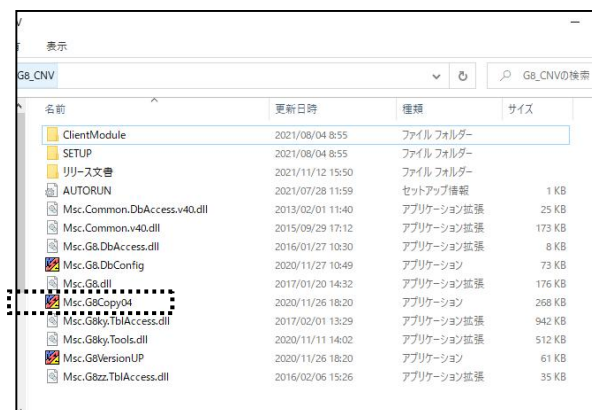 表示
G8_CNV
G8_CNVの検索
名前 更新日時 種類 サイズ
ClientModule 2021/08/04 8:55 ファイル フォルダー
SETUP 2021/08/04 8:55 ファイル フォルダー
リリース文書 2021/11/12 15:50 ファイル フォルダー
AUTORUN 2021/07/28 11:59 セットアップ情報 1 KB
Msc.Common.DbAccess.v40.dll 2013/02/01 11:40 アプリケーション拡張 25 KB
Msc.Common.v40.dll 2015/09/29 17:12 アプリケーション拡張 173 KB
Msc.G8.DbAccess.dll 2016/01/27 10:30 アプリケーション拡張 8 KB
Msc.G8.DbConfig 2020/11/27 10:49 アプリケーション 73 KB
Msc.G8.dll 2017/01/20 14:32 アプリケーション拡張 176 KB
Msc.G8Copy04 2020/11/26 18:20 アプリケーション 268 KB
Msc.G8ky.TblAccess.dll 2017/02/01 13:29 アプリケーション拡張 942 KB
Msc.G8ky.Tools.dll 2020/11/11 14:02 アプリケーション拡張 512 KB
Msc.G8VersionUP 2020/11/26 18:20 アプリケーション 61 KB
Msc.G8zz.TblAccess.dll 2016/02/06 15:26 アプリケーション拡張 35 KB